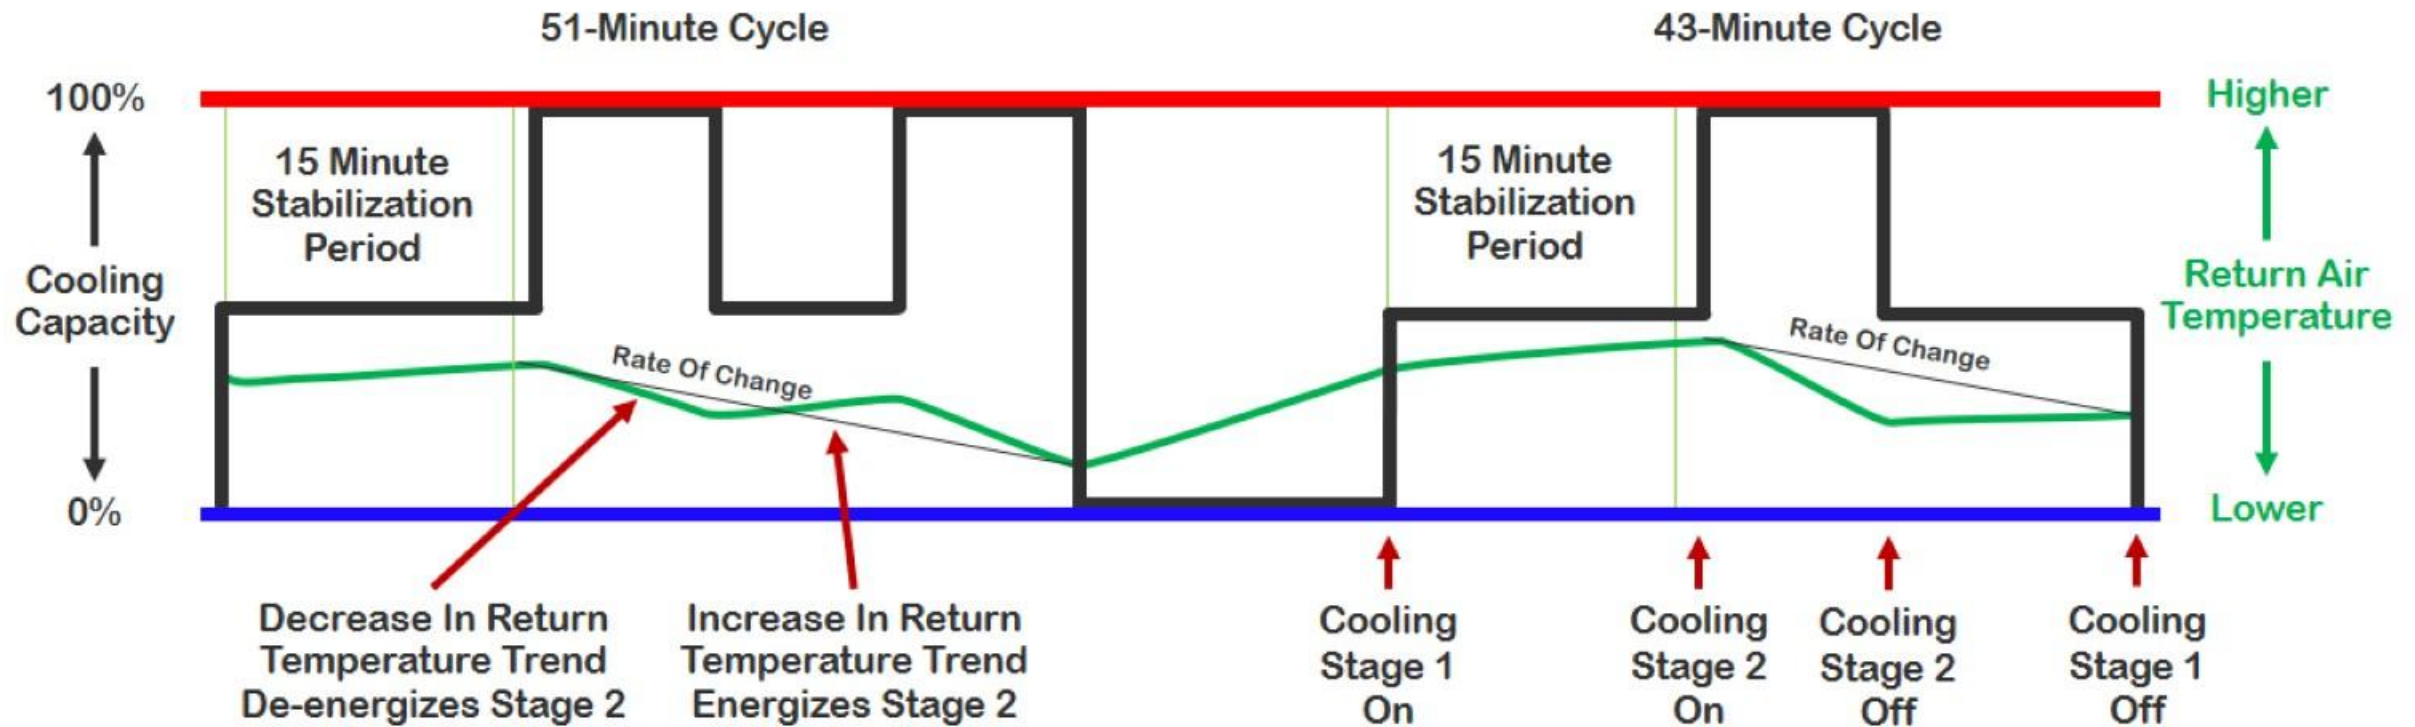 51-Minute Cycle
43-Minute Cycle
100%
Cooling
Capacity
0%
15 Minute
Stabilization
Period
Rate Of Change
15 Minute
Stabilization
Period
Rate Of Change
Higher
Return Air
Temperature
Lower
Decrease In Return
Temperature Trend
De-energizes Stage 2
Increase In Return
Temperature Trend
Energizes Stage 2
Cooling
Stage 1
On
Cooling
Stage 2
On
Cooling
Stage 2
Off
Cooling
Stage 1
Off